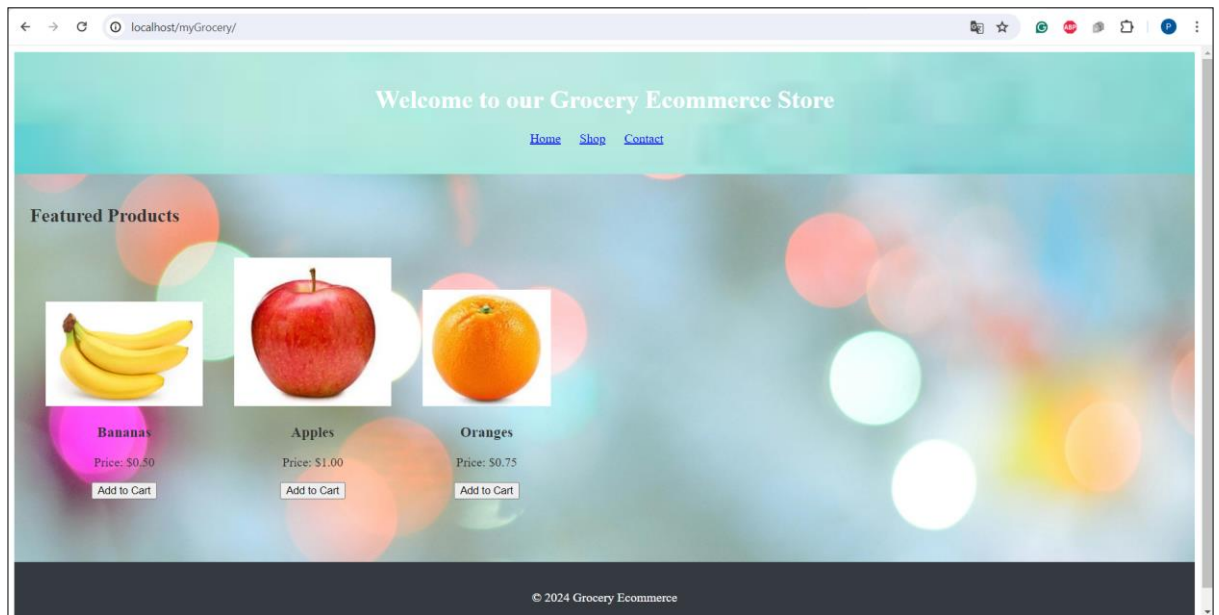 localhost/myGrocery/
ABP
P
Welcome to our Grocery Ecommerce Store
Home Shop Contact
Featured Products
Bananas Apples Oranges
Price: $0.50 Price: $1.00 Price: $0.75
Add to Cart Add to Cart Add to Cart
© 2024 Grocery Ecommerce